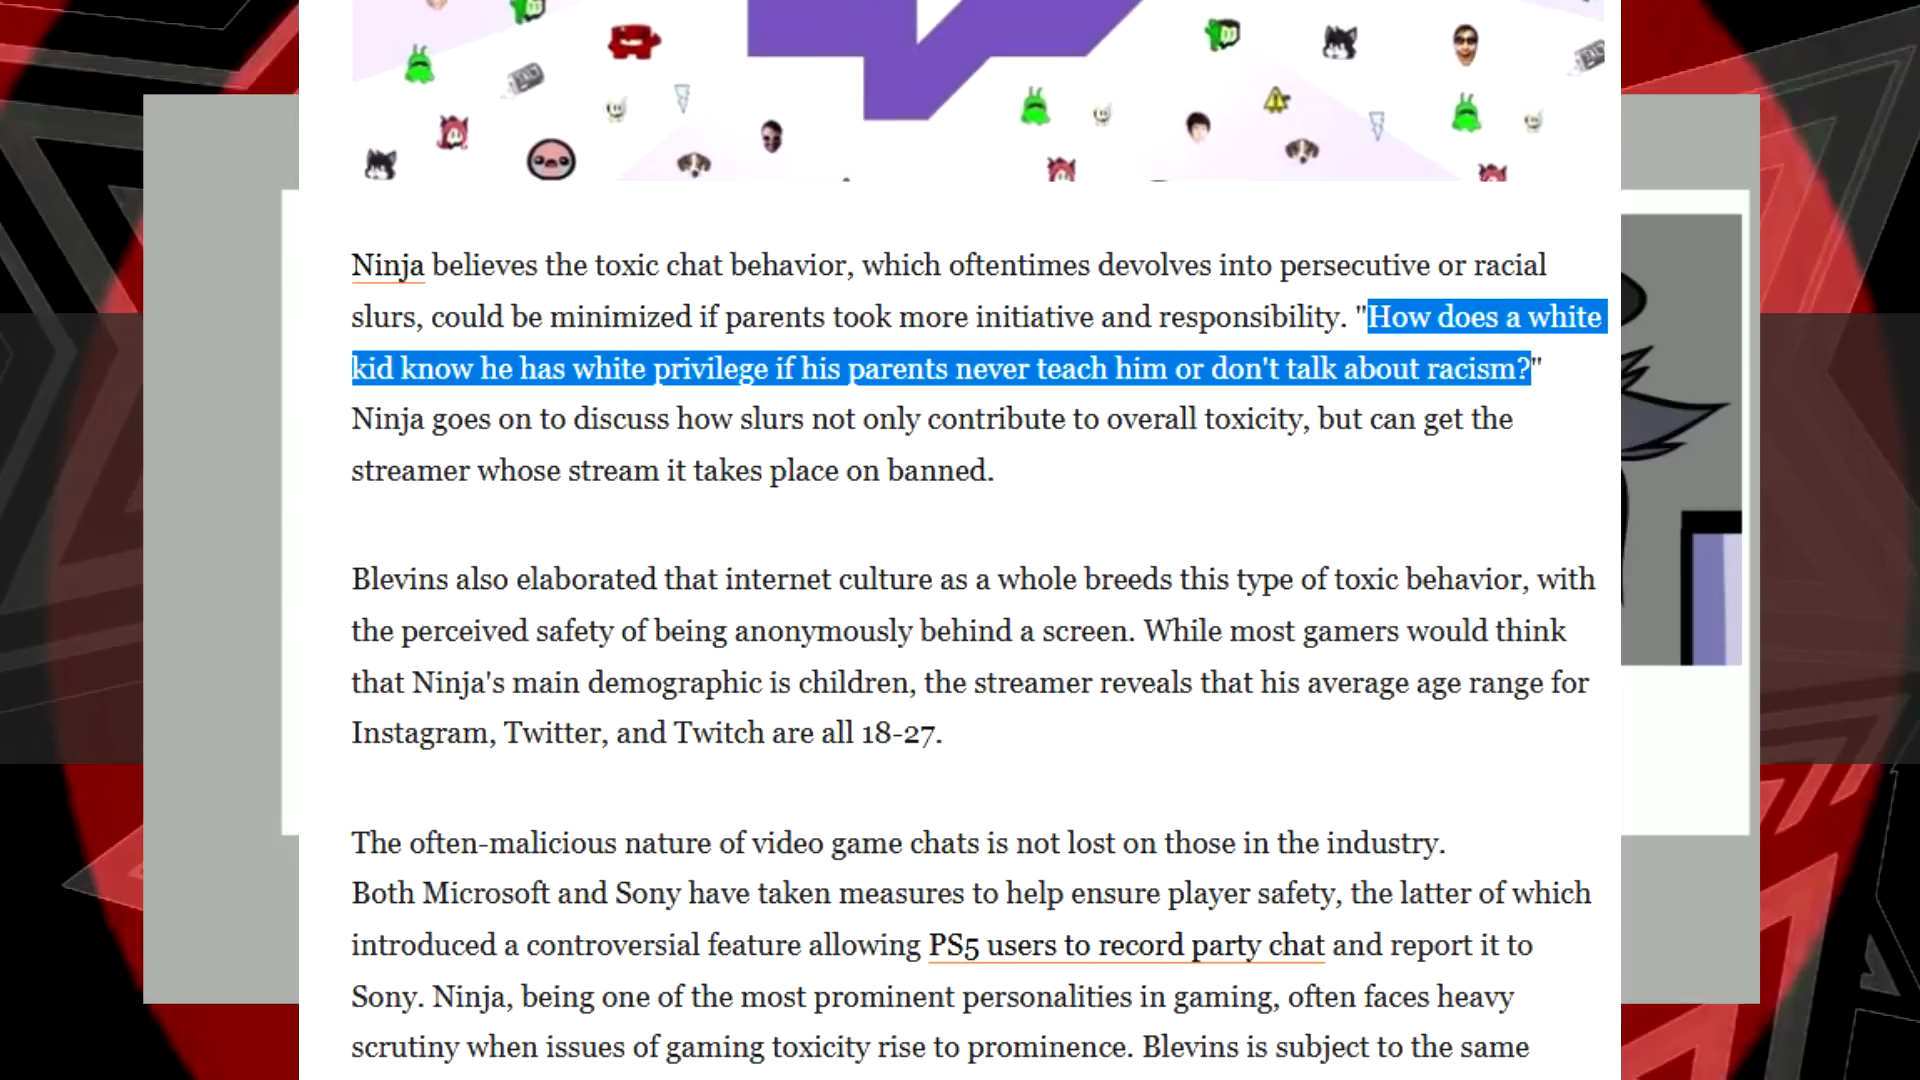 Ninja believes the toxic chat behavior, which oftentimes devolves into persecutive or racial
slurs, could be minimized if parents took more initiative and responsibility. "How does a white
kid know he has white privilege if his parents never teach him or don't talk about racism?"
Ninja goes on to discuss how slurs not only contribute to overall toxicity, but can get the
streamer whose stream it takes place on banned.
Blevins also elaborated that internet culture as a whole breeds this type of toxic behavior, with
the perceived safety of being anonymously behind a screen. While most gamers would think
that Ninja's main demographic is children, the streamer reveals that his average age range for
Instagram, Twitter, and Twitch are all 18-27.
The often-malicious nature of video game chats is not lost on those in the industry.
Both Microsoft and Sony have taken measures to help ensure player safety, the latter of which
introduced a controversial feature allowing PS5 users to record party chat and report it to
Sony. Ninja, being one of the most prominent personalities in gaming, often faces heavy
scrutiny when issues of gaming toxicity rise to prominence. Blevins is subject to the same